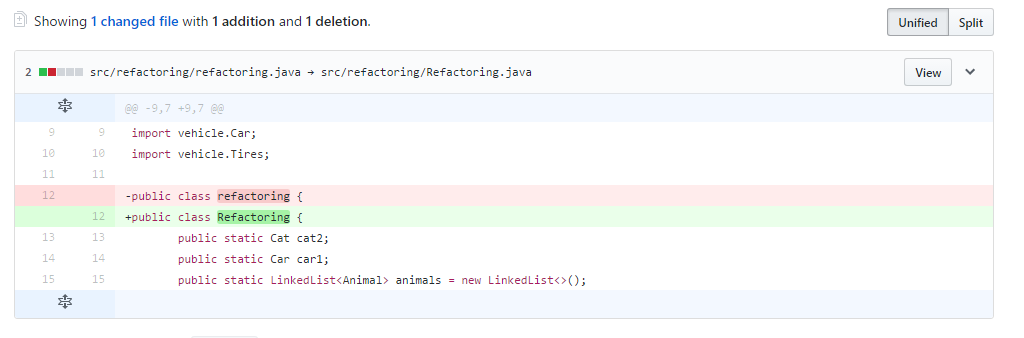 Showing 1 changed file with 1 addition and 1 deletion.
Unified Split
2 src/refactoring/refactoring.java → src/refactoring/Refactoring.java View
@@ -9,7 +9,7 @@
9 9 import vehicle.Car;
10 10 import vehicle.Tires;
11 11
12 -public class refactoring {
12 +public class Refactoring {
13 13 public static Cat cat2;
14 14 public static Car car1;
15 15 public static LinkedList<Animal> animals = new LinkedList<>();